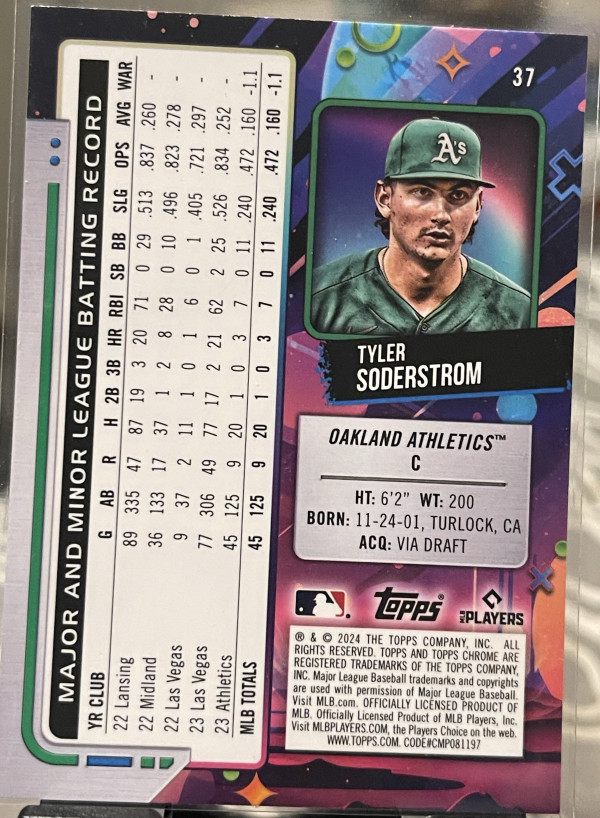 37
A's
TYLER
SODERSTROM
OAKLAND ATHLETICS™
C
HT: 6'2" WT: 200
BORN: 11-24-01, TURLOCK, CA
ACQ: VIA DRAFT
MLB PLAYERS
topps
® & © 2024 THE TOPPS COMPANY, INC. ALL
RIGHTS RESERVED. TOPPS AND TOPPS CHROME ARE
REGISTERED TRADEMARKS OF THE TOPPS COMPANY,
INC. Major League Baseball trademarks and copyrights
are used with permission of Major League Baseball.
Visit MLB.com. OFFICIALLY LICENSED PRODUCT OF
MLB. Officially Licensed Product of MLB Players, Inc.
Visit MLBPLAYERS.COM, the Players Choice on the web.
WWW.TOPPS.COM. CODE#CMP081197
MAJOR AND MINOR LEAGUE BATTING RECORD
YR CLUB G AB R H 2B 3B HR RBI SB BB SLG OPS AVG WAR
22 Lansing 89 335 47 87 19 3 20 71 0 29 .513 .837 .260 -
22 Midland 36 133 17 37 1 2 8 28 0 10 .496 .823 .278 -
22 Las Vegas 9 37 2 11 1 0 1 6 0 1 .405 .721 .297 -
23 Las Vegas 77 306 49 77 17 2 21 62 2 25 .526 .834 .252 -
23 Athletics 45 125 9 20 1 0 3 7 0 11 .240 .472 .160 -1.1
MLB TOTALS 45 125 9 20 1 0 3 7 0 11 .240 .472 .160 -1.1